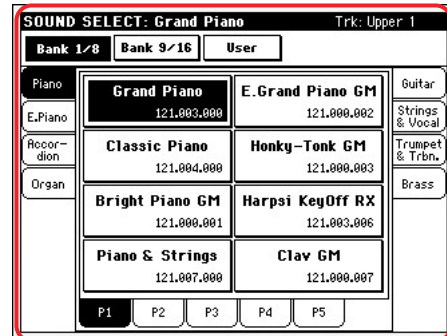 SOUND SELECT: Grand Piano Trk: Upper 1
Bank 1/8 Bank 9/16 User
Piano
E.Piano
Accor-
dion
Organ
Grand Piano
121.003.000
E.Grand Piano GM
121.000.002
Classic Piano
121.004.000
Honky-Tonk GM
121.000.003
Bright Piano GM
121.000.001
Harpsi KeyOff RX
121.003.006
Piano & Strings
121.007.000
Clav GM
121.000.007
Guitar
Strings
& Vocal
Trumpet
& Trbn.
Brass
P1 P2 P3 P4 P5